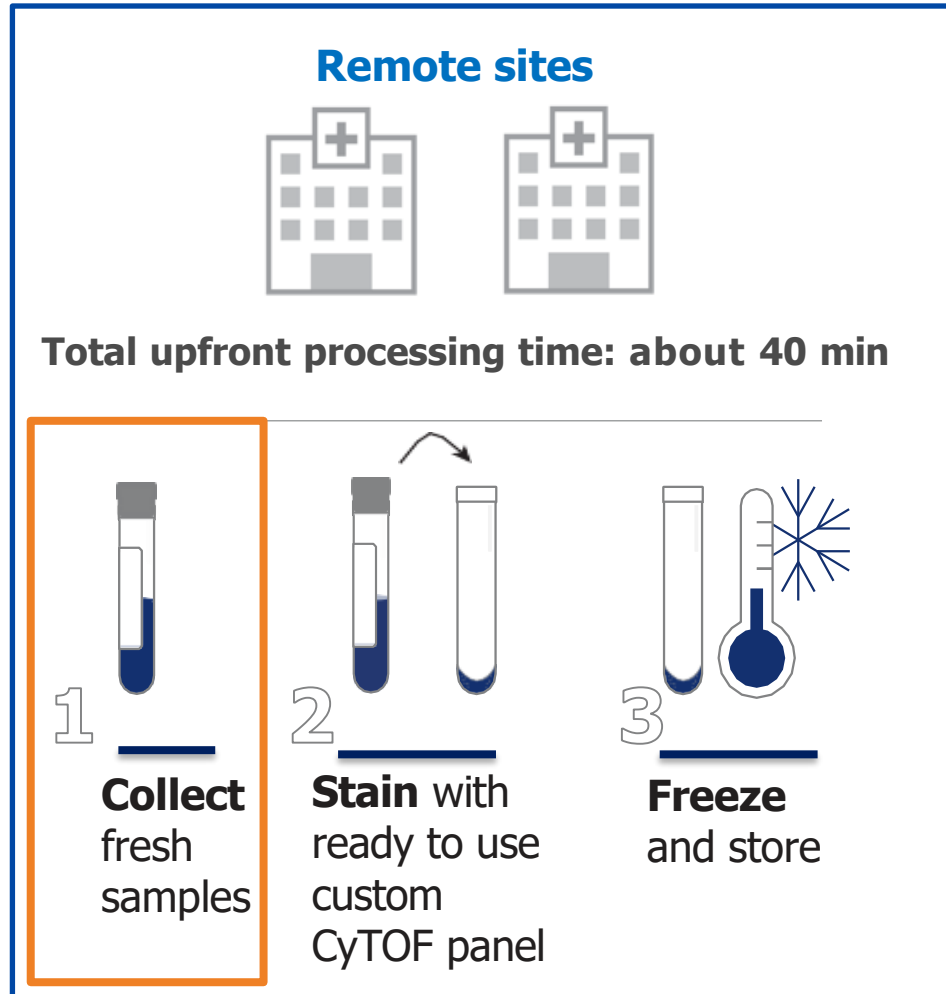 Remote sites
Total upfront processing time: about 40 min
1
Collect
fresh
samples
2
Stain with
ready to use
custom
CyTOF panel
3
Freeze
and store